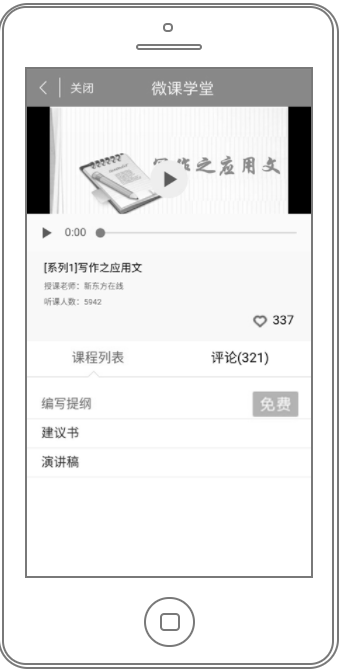 关闭 微课学堂
写作之应用文
0:00
[系列1]写作之应用文
授课老师：新东方在线
听课人数：5942
337
课程列表 评论(321)
编写提纲 免费
建议书
演讲稿